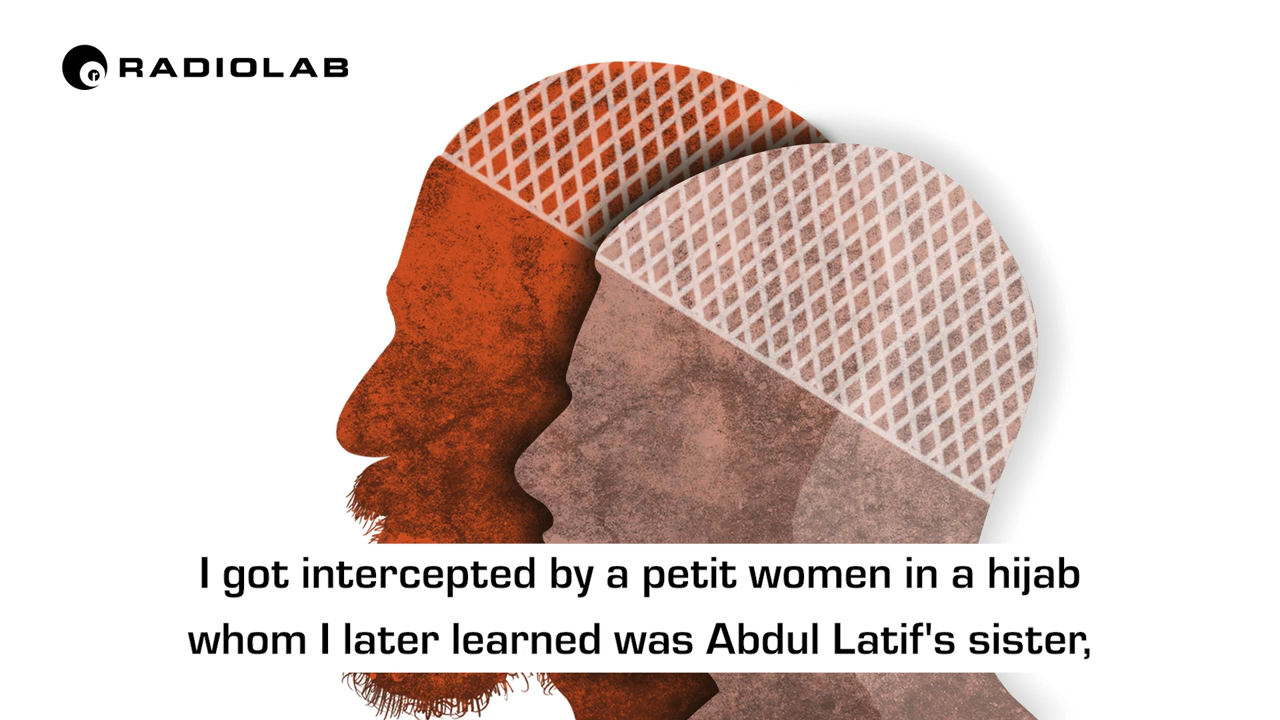 RADIOLAB
I got intercepted by a petit women in a hijab
whom I later learned was Abdul Latif's sister,